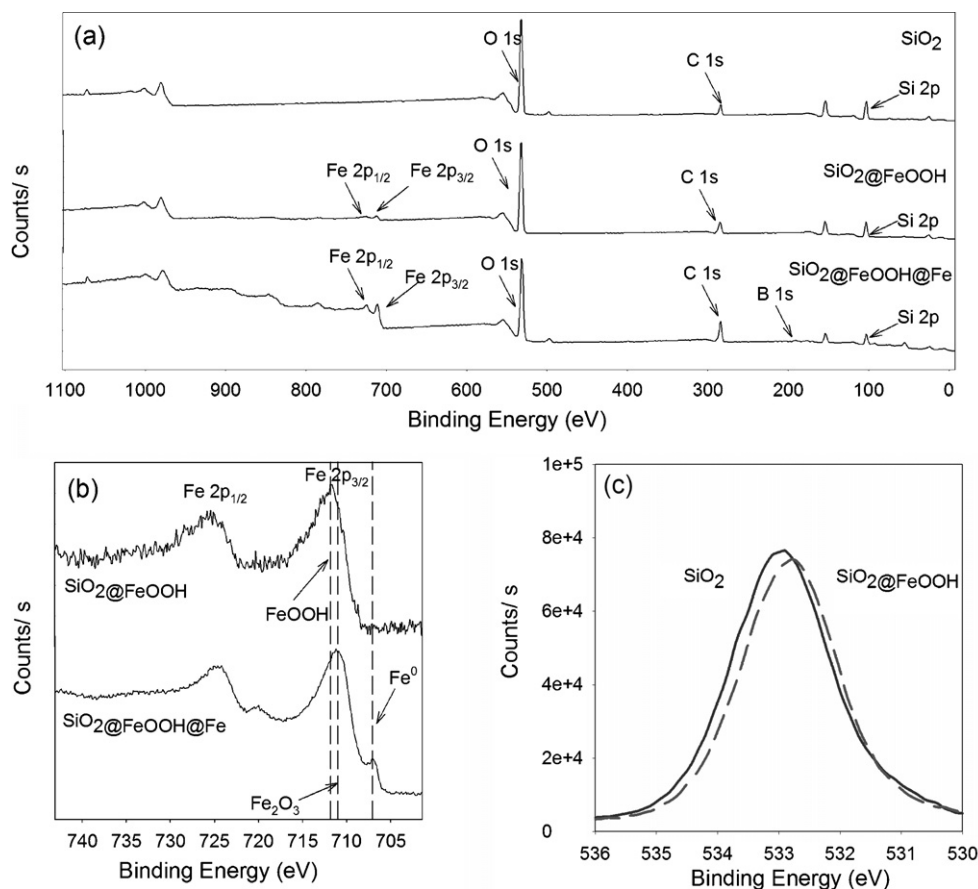 (a)
SiO2
O 1s
C 1s
Si 2p
SiO2@FeOOH
O 1s
Fe 2p1/2
Fe 2p3/2
C 1s
Si 2p
SiO2@FeOOH@Fe
O 1s
Fe 2p1/2
Fe 2p3/2
C 1s
B 1s
Si 2p
Counts/ s
1100 1000 900 800 700 600 500 400 300 200 100 0
Binding Energy (eV)
(b)
Fe 2p3/2
Fe 2p1/2
SiO2@FeOOH
FeOOH
Fe0
SiO2@FeOOH@Fe
Fe2O3
Counts/ s
740 735 730 725 720 715 710 705
Binding Energy (eV)
(c)
1e+5
8e+4
6e+4
4e+4
2e+4
0
SiO2
SiO2@FeOOH
Counts/ s
536 535 534 533 532 531 530
Binding Energy (eV)